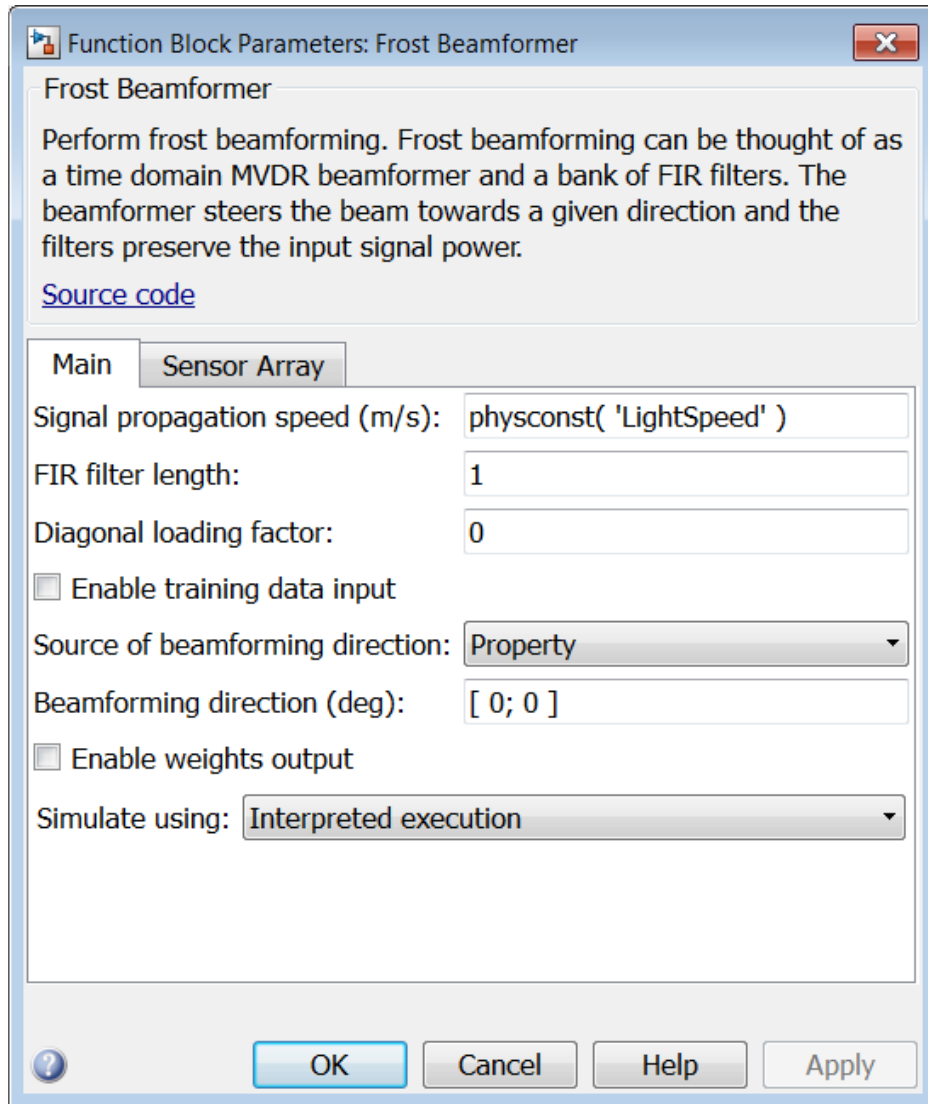 Function Block Parameters: Frost Beamformer
Frost Beamformer
Perform frost beamforming. Frost beamforming can be thought of as
a time domain MVDR beamformer and a bank of FIR filters. The
beamformer steers the beam towards a given direction and the
filters preserve the input signal power.
Source code
Main Sensor Array
Signal propagation speed (m/s): physconst( 'LightSpeed' )
FIR filter length: 1
Diagonal loading factor: 0
Enable training data input
Source of beamforming direction: Property
Beamforming direction (deg): [ 0; 0 ]
Enable weights output
Simulate using: Interpreted execution
? OK Cancel Help Apply